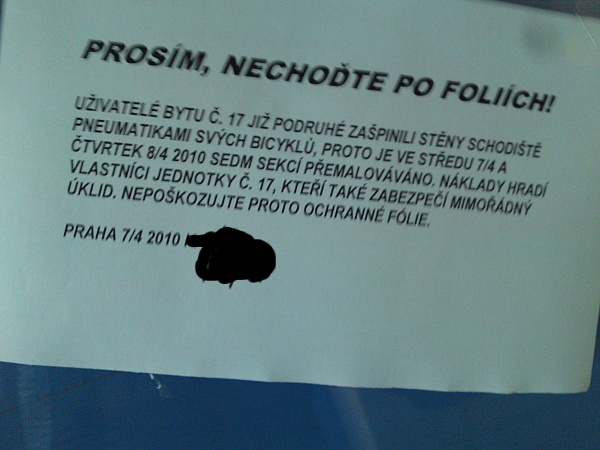 PROSÍM, NECHOĎTE PO FOLIÍCH!
UŽIVATELÉ BYTU Č. 17 JIŽ PODRUHÉ ZAŠPINILI STĚNY SCHODIŠTĚ
PNEUMATIKAMI SVÝCH BICYKLŮ, PROTO JE VE STŘEDU 7/4 A
ČTVRTEK 8/4 2010 SEDM SEKCÍ PŘEMALOVÁVÁNO. NÁKLADY HRADÍ
VLASTNÍCI JEDNOTKY Č. 17, KTEŘÍ TAKÉ ZABEZPEČÍ MIMOŘÁDNÝ
ÚKLID. NEPOŠKOZUJTE PROTO OCHRANNÉ FÓLIE.
PRAHA 7/4 2010